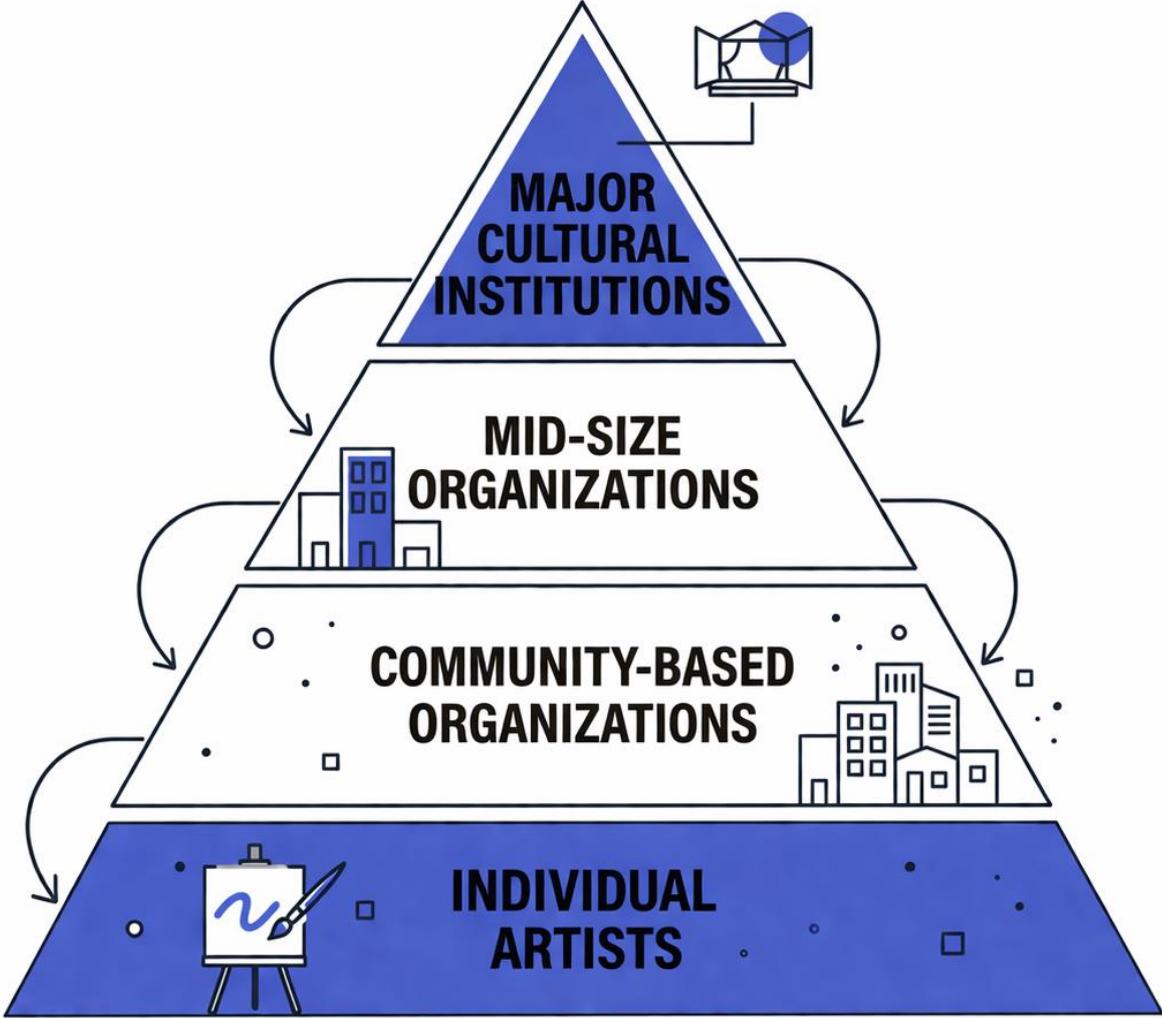 MAJOR
CULTURAL
INSTITUTIONS
MID-SIZE
ORGANIZATIONS
COMMUNITY-BASED
ORGANIZATIONS
INDIVIDUAL
ARTISTS